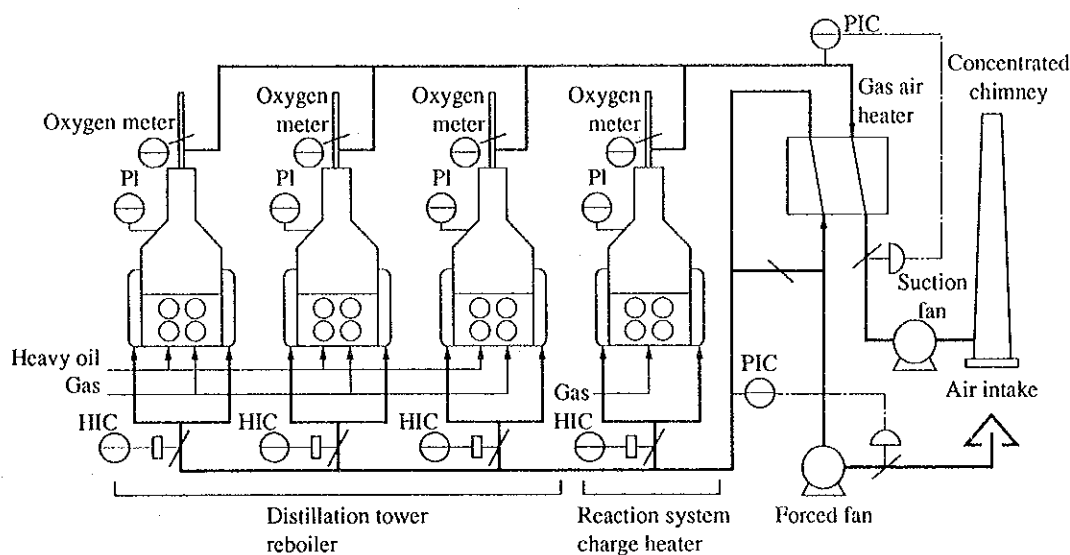 PIC
Concentrated
chimney
Gas air
heater
Oxygen meter
Oxygen
meter
Oxygen
meter
Oxygen
meter
PI
PI
PI
PI
Suction
fan
Heavy oil
Gas
Gas
PIC
Air intake
HIC
HIC
HIC
HIC
Distillation tower
reboiler
Reaction system
charge heater
Forced fan